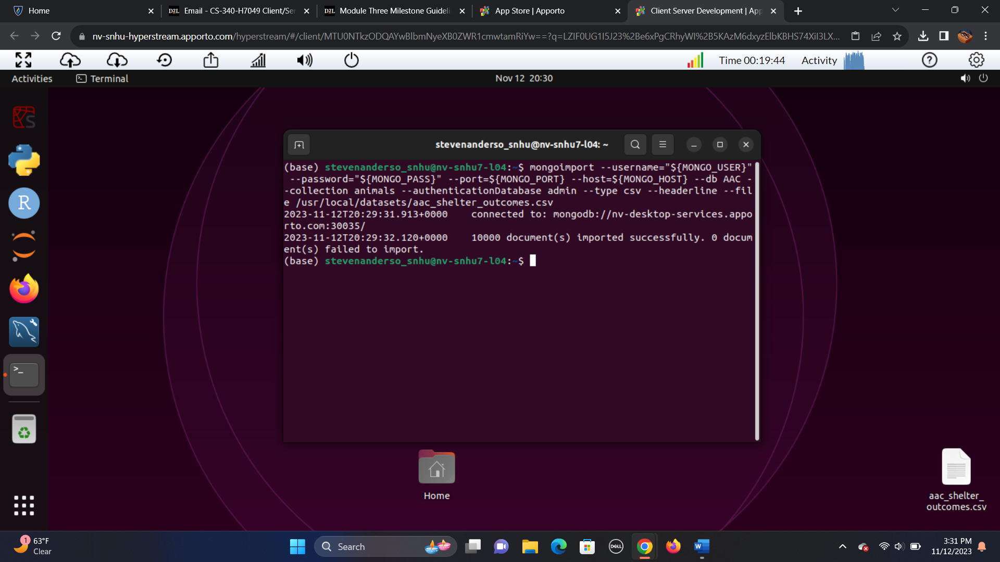 Home
D2L Email - CS-340-H7049 Client/Ser
D2L Module Three Milestone Guideli
App Store | Apporto
Client Server Development | App
nv-snhu-hyperstream.apporto.com/hyperstream/#/client/MTU0NTkzODQAYwBlbmNyeXB0ZWR1cmwtamRiYw==?q=LZIF0UG1I5J23%2Be6xPgCRhyWI%2B5KAzM6dxyzElbKBHS74XiI3LX...
Time 00:19:44 Activity
Activities Terminal Nov 12 20:30
stevenanderso_snhu@nv-snhu7-l04: ~
(base) stevenanderso_snhu@nv-snhu7-l04:~$ mongoimport --username="${MONGO_USER}"
--password="${MONGO_PASS}" --port=${MONGO_PORT} --host=${MONGO_HOST} --db AAC -
-collection animals --authenticationDatabase admin --type csv --headerline --fil
e /usr/local/datasets/aac_shelter_outcomes.csv
2023-11-12T20:29:31.913+0000 connected to: mongodb://nv-desktop-services.appo
rto.com:30035/
2023-11-12T20:29:32.120+0000 10000 document(s) imported successfully. 0 docum
ent(s) failed to import.
(base) stevenanderso_snhu@nv-snhu7-l04:~$
R
>_
Home
aac_shelter_
outcomes.csv
1
63°F
Clear
Search
DELL
W
3:31 PM
11/12/2023